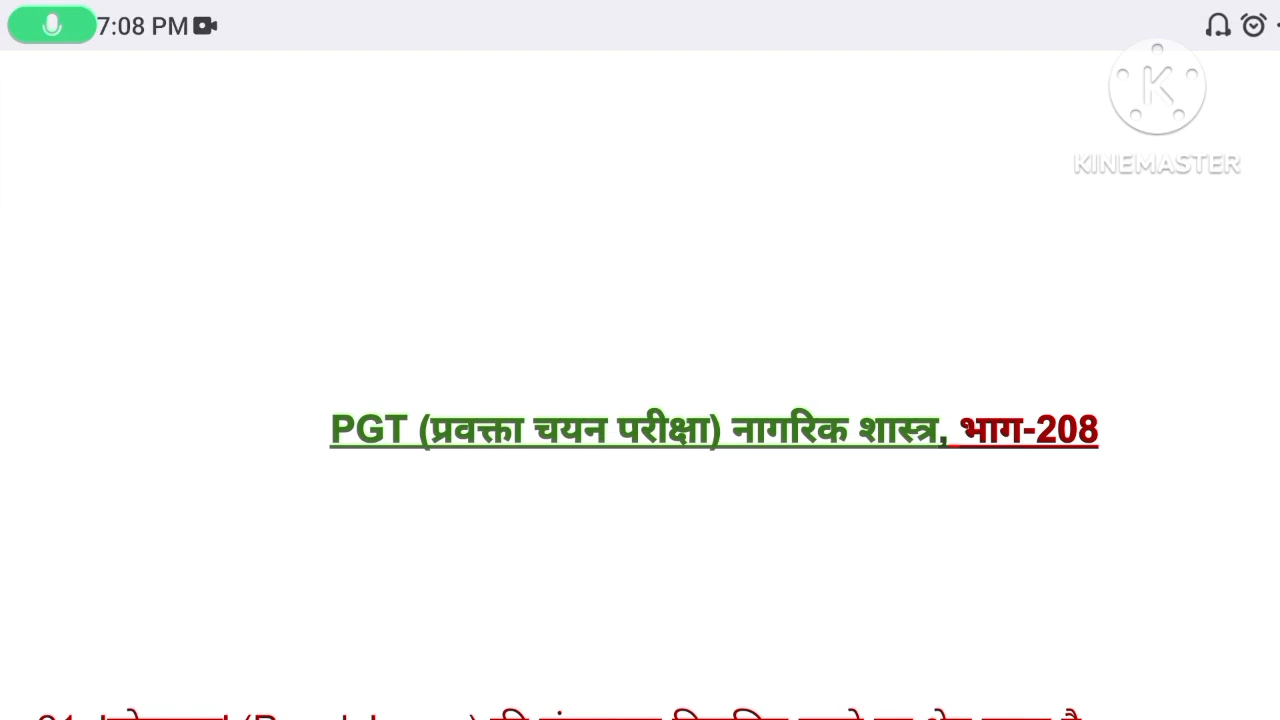 7:08 PM
KINEMASTER
PGT (प्रवक्ता चयन परीक्षा) नागरिक शास्त्र, भाग-208